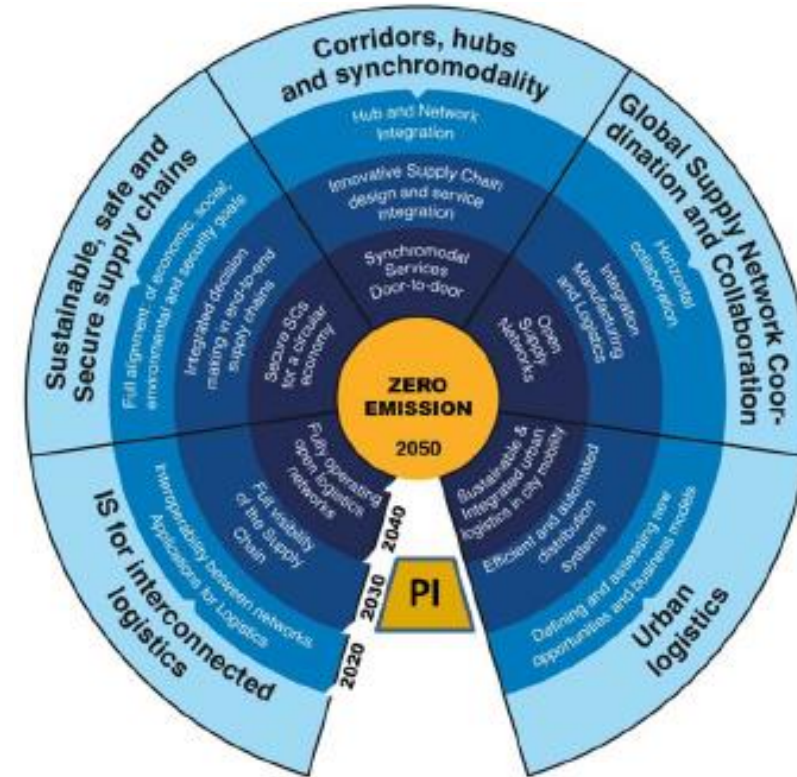 Corridors, hubs
and synchromodality
Hub and Network
Integration
Innovative Supply Chain
design and service
integration
Synchromodal
Services
Door-to-door
Global Supply Network Coor-
dination and Collaboration
Horizontal
collaboration
Integration
Manufacturing
and Logistics
Open
Supply
Networks
Urban
logistics
Defining and assessing new
opportunities and business models
Efficient and automated
distribution
systems
Sustainable &
Integrated urban
logistics in city mobility
IS for interconnected
logistics
Interoperability between networks.
Applications for Logistics
Full visibility
of the Supply
Chain
Fully operating
open logistics
networks
Sustainable, safe and
Secure supply chains
Full alignment of economic, social,
environmental and security goals
Integrated decision
making in end-to-end
supply chains
Secure SCs
for a circular
economy
ZERO
EMISSION
2050
2040
2030
2020
PI